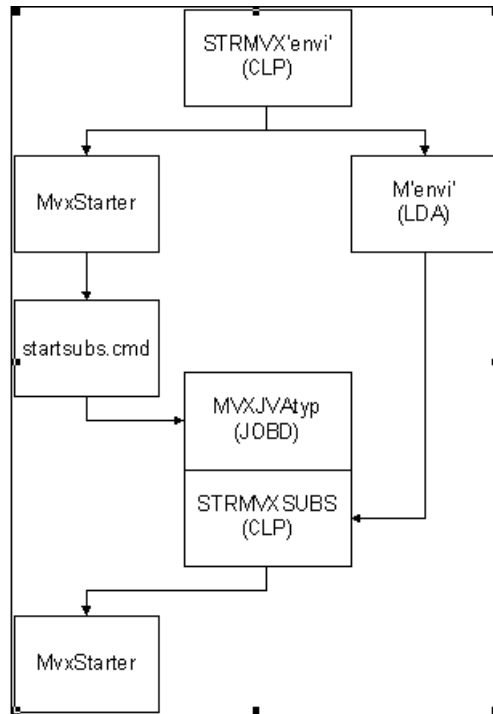 STRMVX'envi'
(CLP)
MvxStarter
M'envi'
(LDA)
startsubs.cmd
MVXJVAtyp
(JOBD)
STRMVXSUBS
(CLP)
MvxStarter